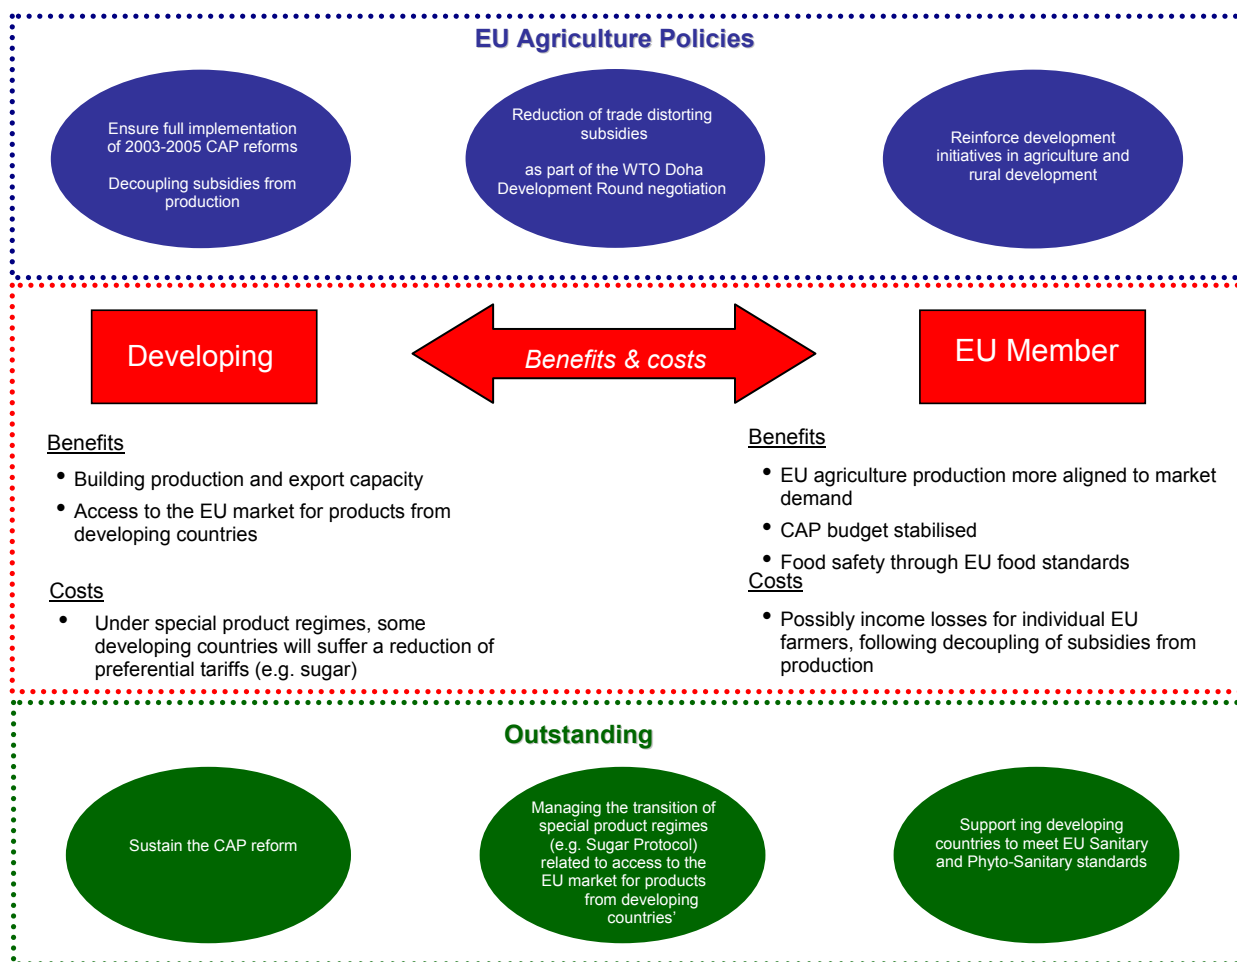 EU Agriculture Policies
Ensure full implementation
of 2003-2005 CAP reforms
Decoupling subsidies from
production
Reduction of trade distorting
subsidies
as part of the WTO Doha
Development Round negotiation
Reinforce development
initiatives in agriculture and
rural development
Developing
Benefits & costs
EU Member
Benefits
• Building production and export capacity
• Access to the EU market for products from
developing countries
Costs
• Under special product regimes, some
developing countries will suffer a reduction of
preferential tariffs (e.g. sugar)
Benefits
• EU agriculture production more aligned to market
demand
• CAP budget stabilised
• Food safety through EU food standards
Costs
• Possibly income losses for individual EU
farmers, following decoupling of subsidies from
production
Outstanding
Sustain the CAP reform
Managing the transition of
special product regimes
(e.g. Sugar Protocol)
related to access to the
EU market for products
from developing
countries'
Support ing developing
countries to meet EU Sanitary
and Phyto-Sanitary standards